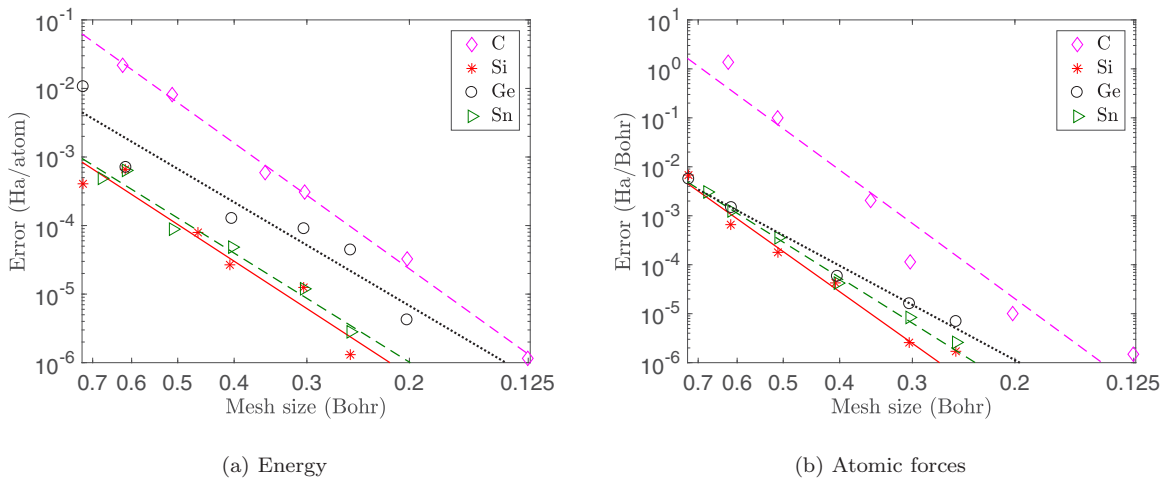 Error (Ha/atom)
10^-1
10^-2
10^-3
10^-4
10^-5
10^-6
0.7 0.6 0.5 0.4 0.3 0.2 0.125
Mesh size (Bohr)
C
Si
Ge
Sn
(a) Energy
Error (Ha/Bohr)
10^1
10^0
10^-1
10^-2
10^-3
10^-4
10^-5
10^-6
0.7 0.6 0.5 0.4 0.3 0.2 0.125
Mesh size (Bohr)
C
Si
Ge
Sn
(b) Atomic forces